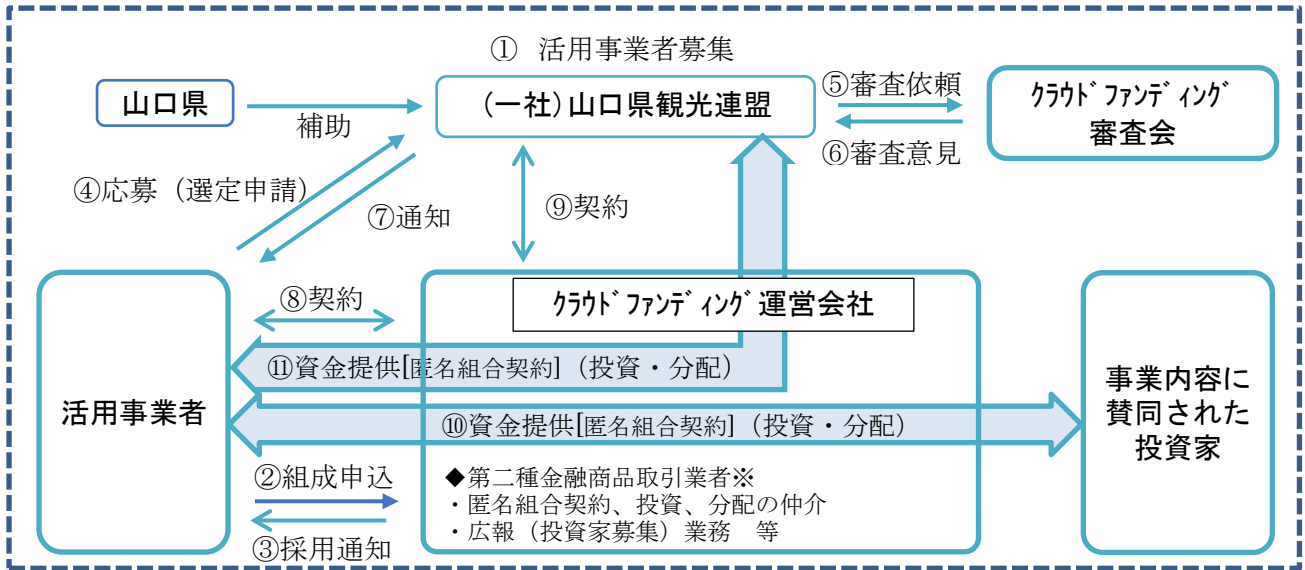 ① 活用事業者募集
山口県
補助
(一社)山口県観光連盟
⑤審査依頼
⑥審査意見
ｸﾗｳﾄﾞﾌｧﾝﾃﾞｨﾝｸﾞ
審査会
④応募（選定申請）
⑦通知
⑨契約
⑧契約
ｸﾗｳﾄﾞﾌｧﾝﾃﾞｨﾝｸﾞ運営会社
⑪資金提供[匿名組合契約]（投資・分配）
活用事業者
⑩資金提供[匿名組合契約]（投資・分配）
事業内容に
賛同された
投資家
②組成申込
③採用通知
◆第二種金融商品取引業者※
・匿名組合契約、投資、分配の仲介
・広報（投資家募集）業務　等